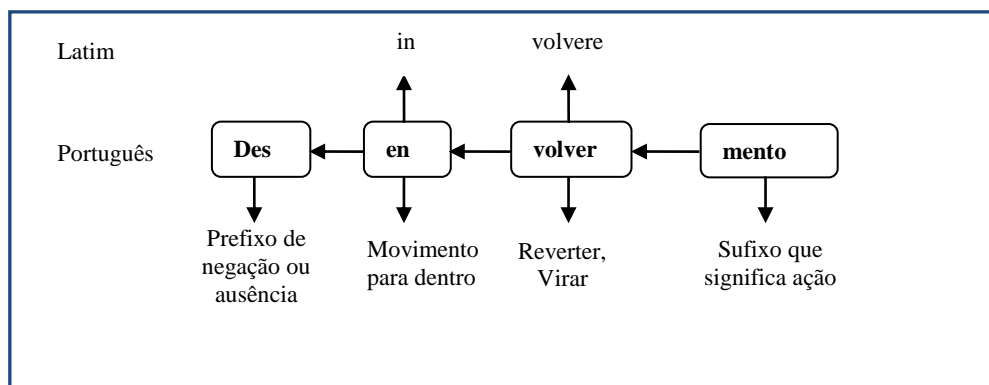 Latim
in
volvere
Português
Des
en
volver
mento
Prefixo de
negação ou
ausência
Movimento
para dentro
Reverter,
Virar
Sufixo que
significa ação